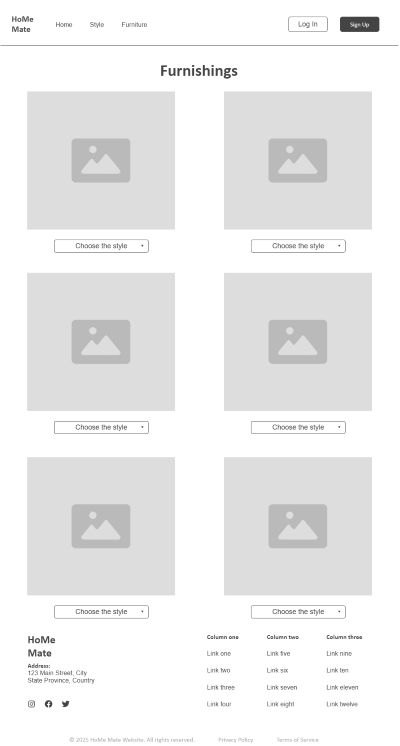 HoMe
Mate
Home Style Furniture Log In Sign Up
Furnishings
Choose the style Choose the style
Choose the style Choose the style
Choose the style Choose the style
HoMe
Mate
Address:
123 Main Street, City
State Province, Country
Column one Column two Column three
Link one Link five Link nine
Link two Link six Link ten
Link three Link seven Link eleven
Link four Link eight Link twelve
© 2025 HoMe Mate Website. All rights reserved. Privacy Policy Terms of Service